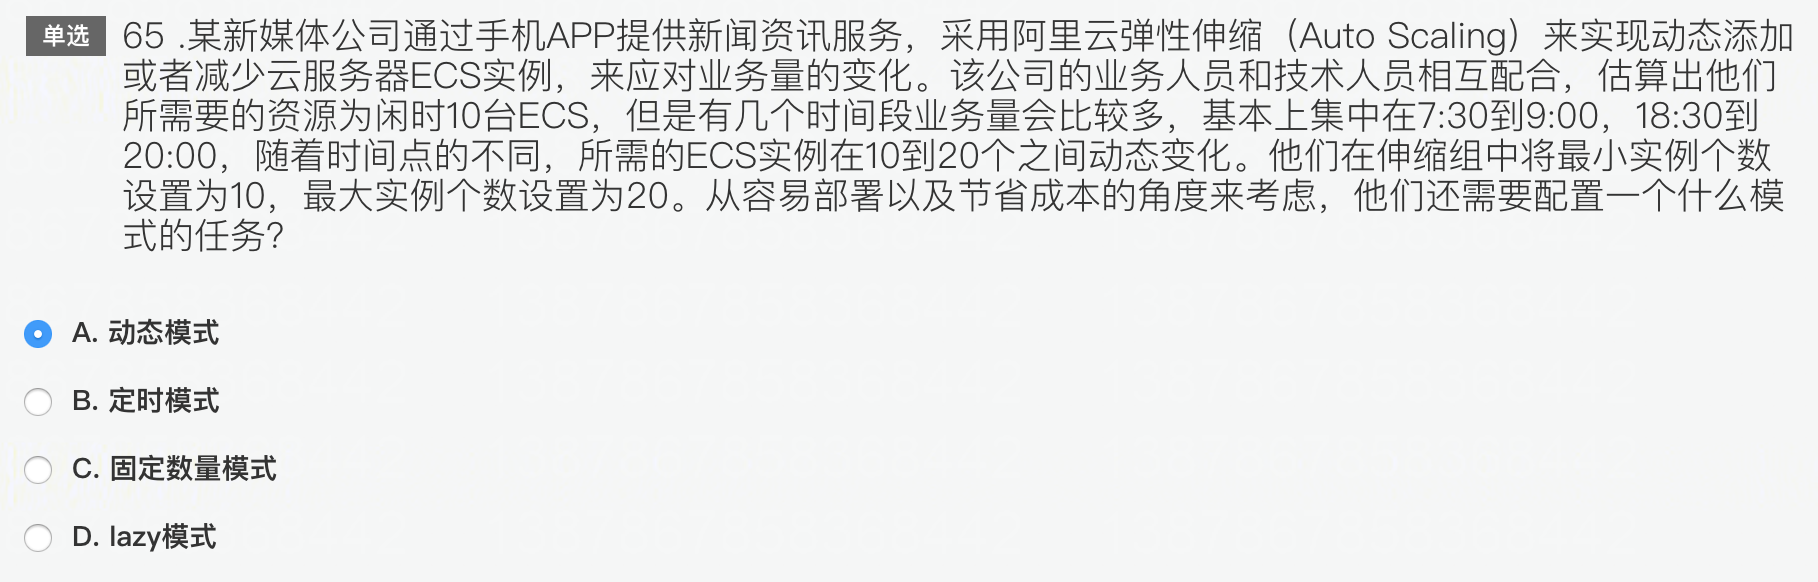 单选 65 .某新媒体公司通过手机APP提供新闻资讯服务，采用阿里云弹性伸缩（Auto Scaling）来实现动态添加
或者减少云服务器ECS实例，来应对业务量的变化。该公司的业务人员和技术人员相互配合，估算出他们
所需要的资源为闲时10台ECS，但是有几个时间段业务量会比较多，基本上集中在7:30到9:00，18:30到
20:00，随着时间点的不同，所需的ECS实例在10到20个之间动态变化。他们在伸缩组中将最小实例个数
设置为10，最大实例个数设置为20。从容易部署以及节省成本的角度来考虑，他们还需要配置一个什么模
式的任务？
A. 动态模式
B. 定时模式
C. 固定数量模式
D. lazy模式